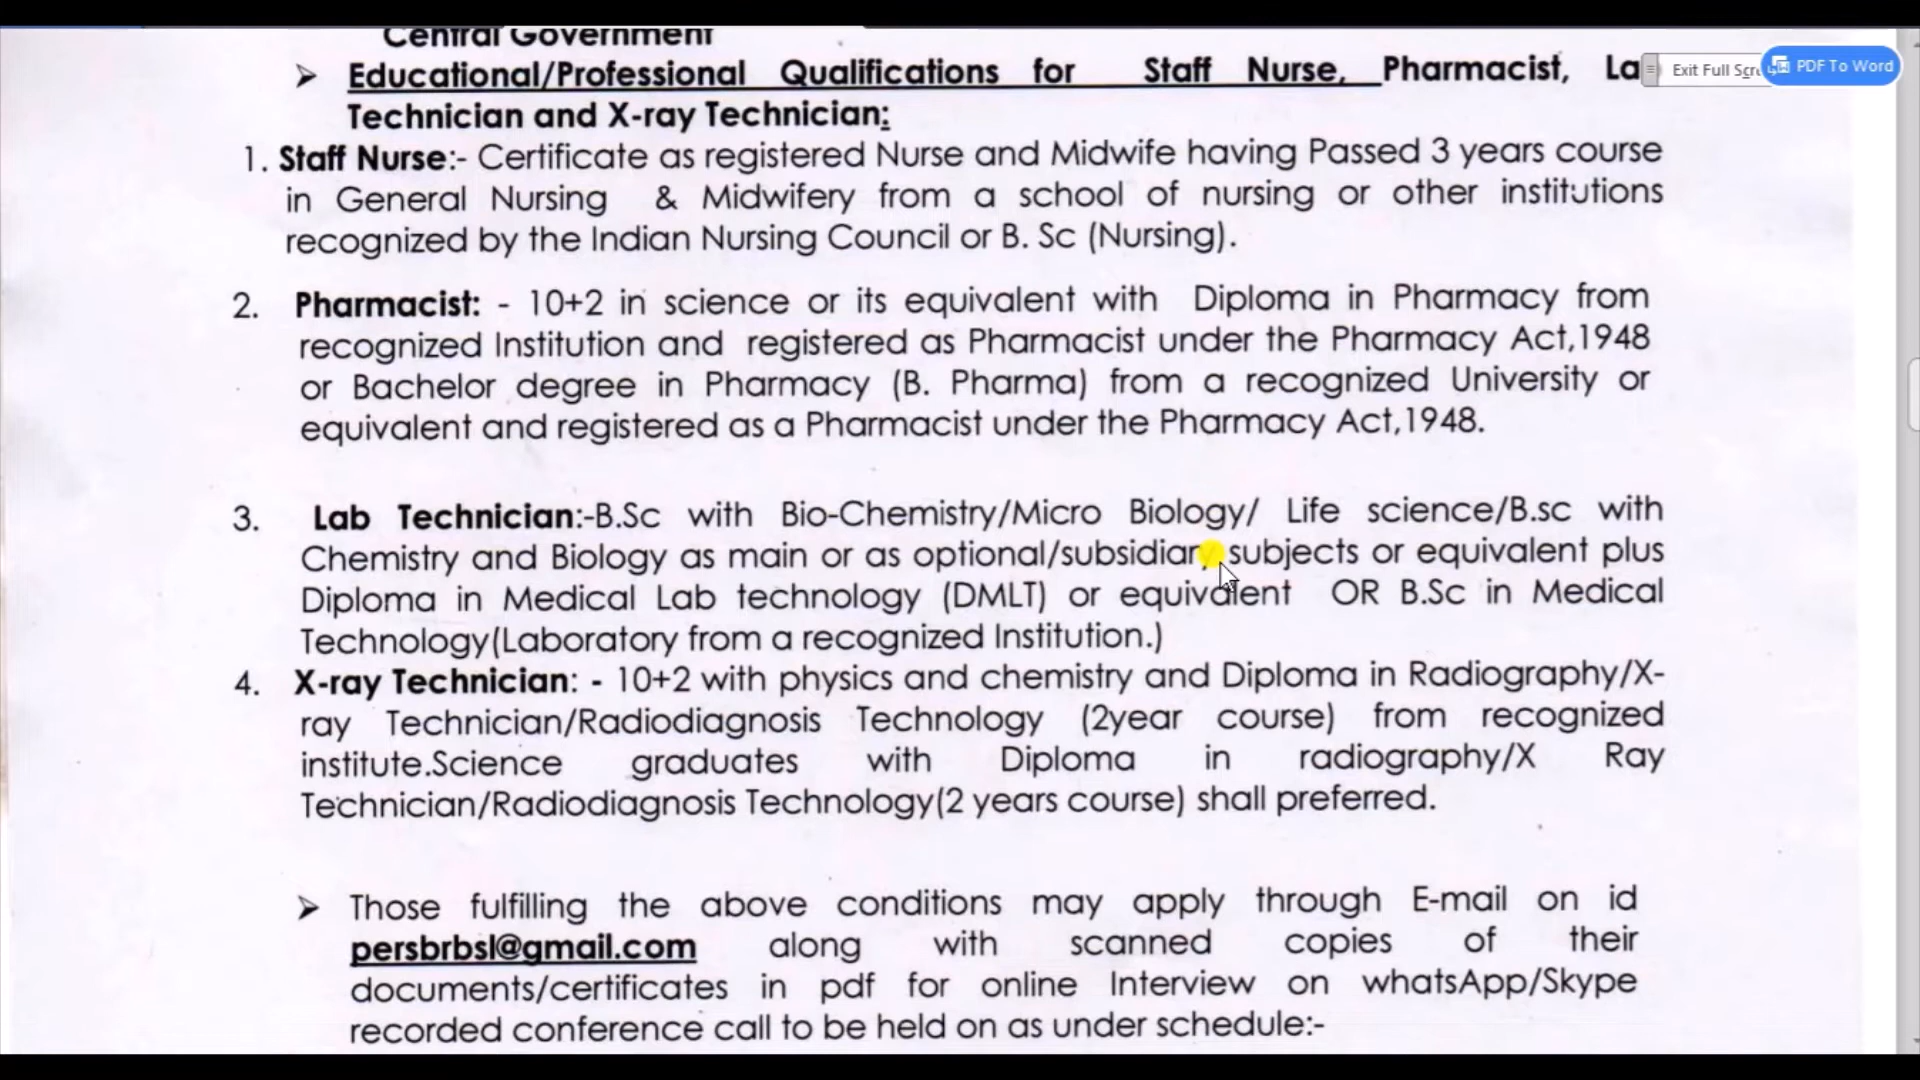 Central Government
➢ Educational/Professional Qualifications for Staff Nurse, Pharmacist, La
Exit Full Scre
PDF To Word
Technician and X-ray Technician:
1. Staff Nurse:- Certificate as registered Nurse and Midwife having Passed 3 years course
in General Nursing & Midwifery from a school of nursing or other institutions
recognized by the Indian Nursing Council or B. Sc (Nursing).
2. Pharmacist: - 10+2 in science or its equivalent with Diploma in Pharmacy from
recognized Institution and registered as Pharmacist under the Pharmacy Act,1948
or Bachelor degree in Pharmacy (B. Pharma) from a recognized University or
equivalent and registered as a Pharmacist under the Pharmacy Act,1948.
3. Lab Technician:-B.Sc with Bio-Chemistry/Micro Biology/ Life science/B.sc with
Chemistry and Biology as main or as optional/subsidiary subjects or equivalent plus
Diploma in Medical Lab technology (DMLT) or equivalent OR B.Sc in Medical
Technology(Laboratory from a recognized Institution.)
4. X-ray Technician: - 10+2 with physics and chemistry and Diploma in Radiography/X-
ray Technician/Radiodiagnosis Technology (2year course) from recognized
institute.Science graduates with Diploma in radiography/X Ray
Technician/Radiodiagnosis Technology(2 years course) shall preferred.
➢ Those fulfilling the above conditions may apply through E-mail on id
persbrbsl@gmail.com along with scanned copies of their
documents/certificates in pdf for online Interview on whatsApp/Skype
recorded conference call to be held on as under schedule:-